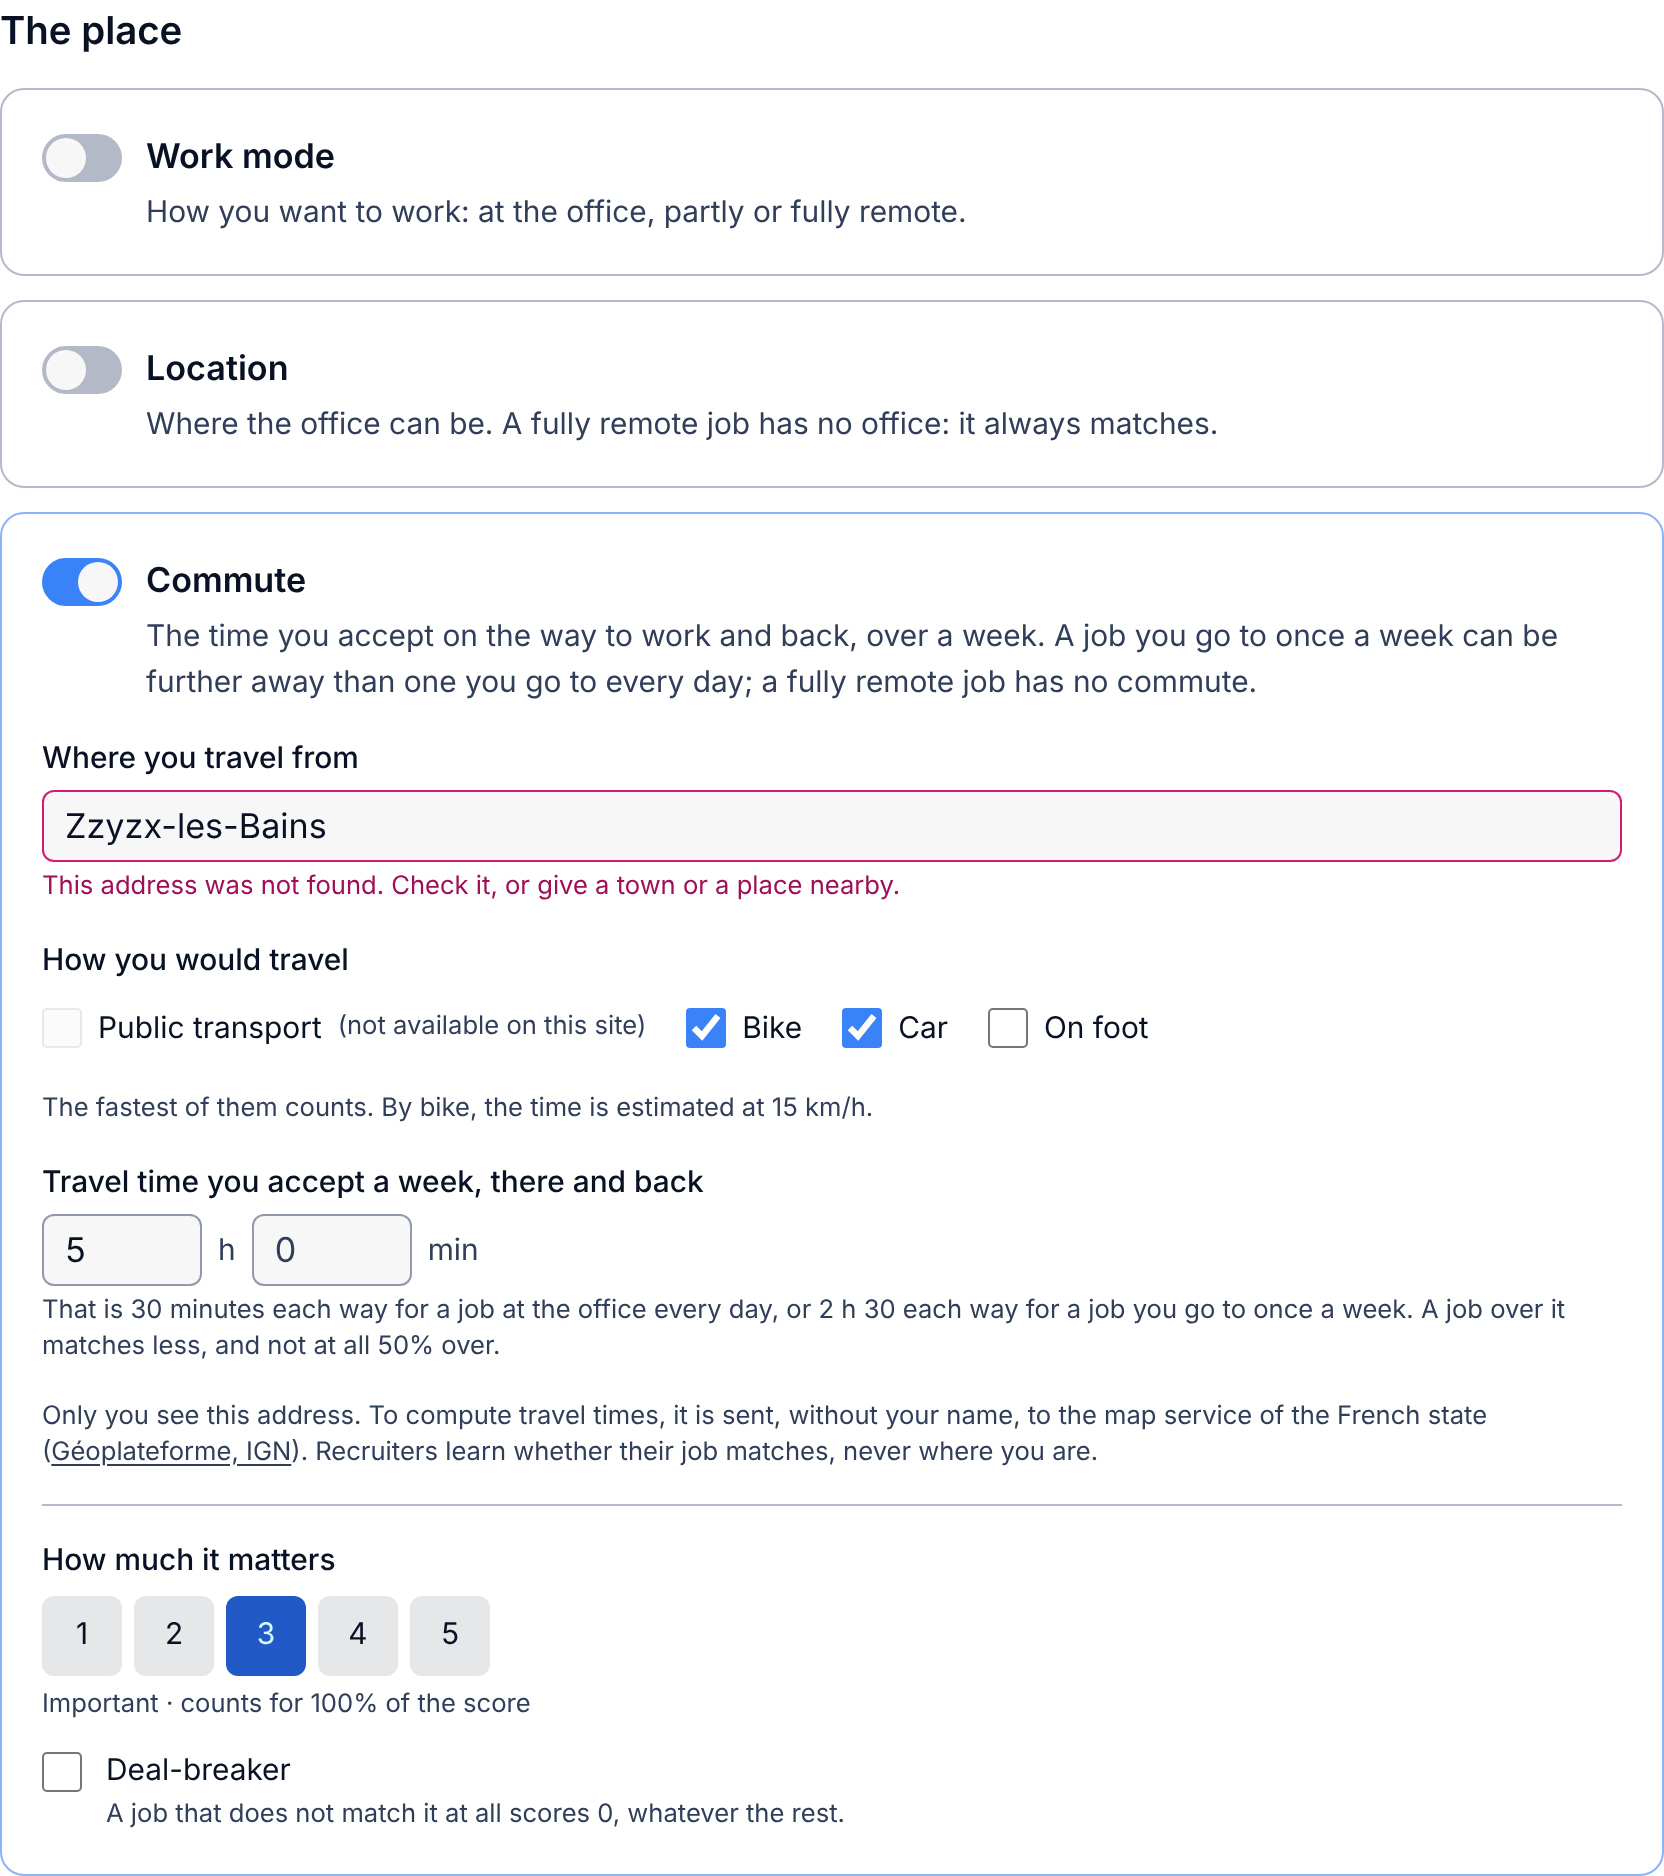 The place
Work mode
How you want to work: at the office, partly or fully remote.
Location
Where the office can be. A fully remote job has no office: it always matches.
Commute
The time you accept on the way to work and back, over a week. A job you go to once a week can be
further away than one you go to every day; a fully remote job has no commute.
Where you travel from
Zzyzx-les-Bains
This address was not found. Check it, or give a town or a place nearby.
How you would travel
Public transport (not available on this site) Bike Car On foot
The fastest of them counts. By bike, the time is estimated at 15 km/h.
Travel time you accept a week, there and back
5 h 0 min
That is 30 minutes each way for a job at the office every day, or 2 h 30 each way for a job you go to once a week. A job over it
matches less, and not at all 50% over.
Only you see this address. To compute travel times, it is sent, without your name, to the map service of the French state
(Géoplateforme, IGN). Recruiters learn whether their job matches, never where you are.
How much it matters
1 2 3 4 5
Important · counts for 100% of the score
Deal-breaker
A job that does not match it at all scores 0, whatever the rest.